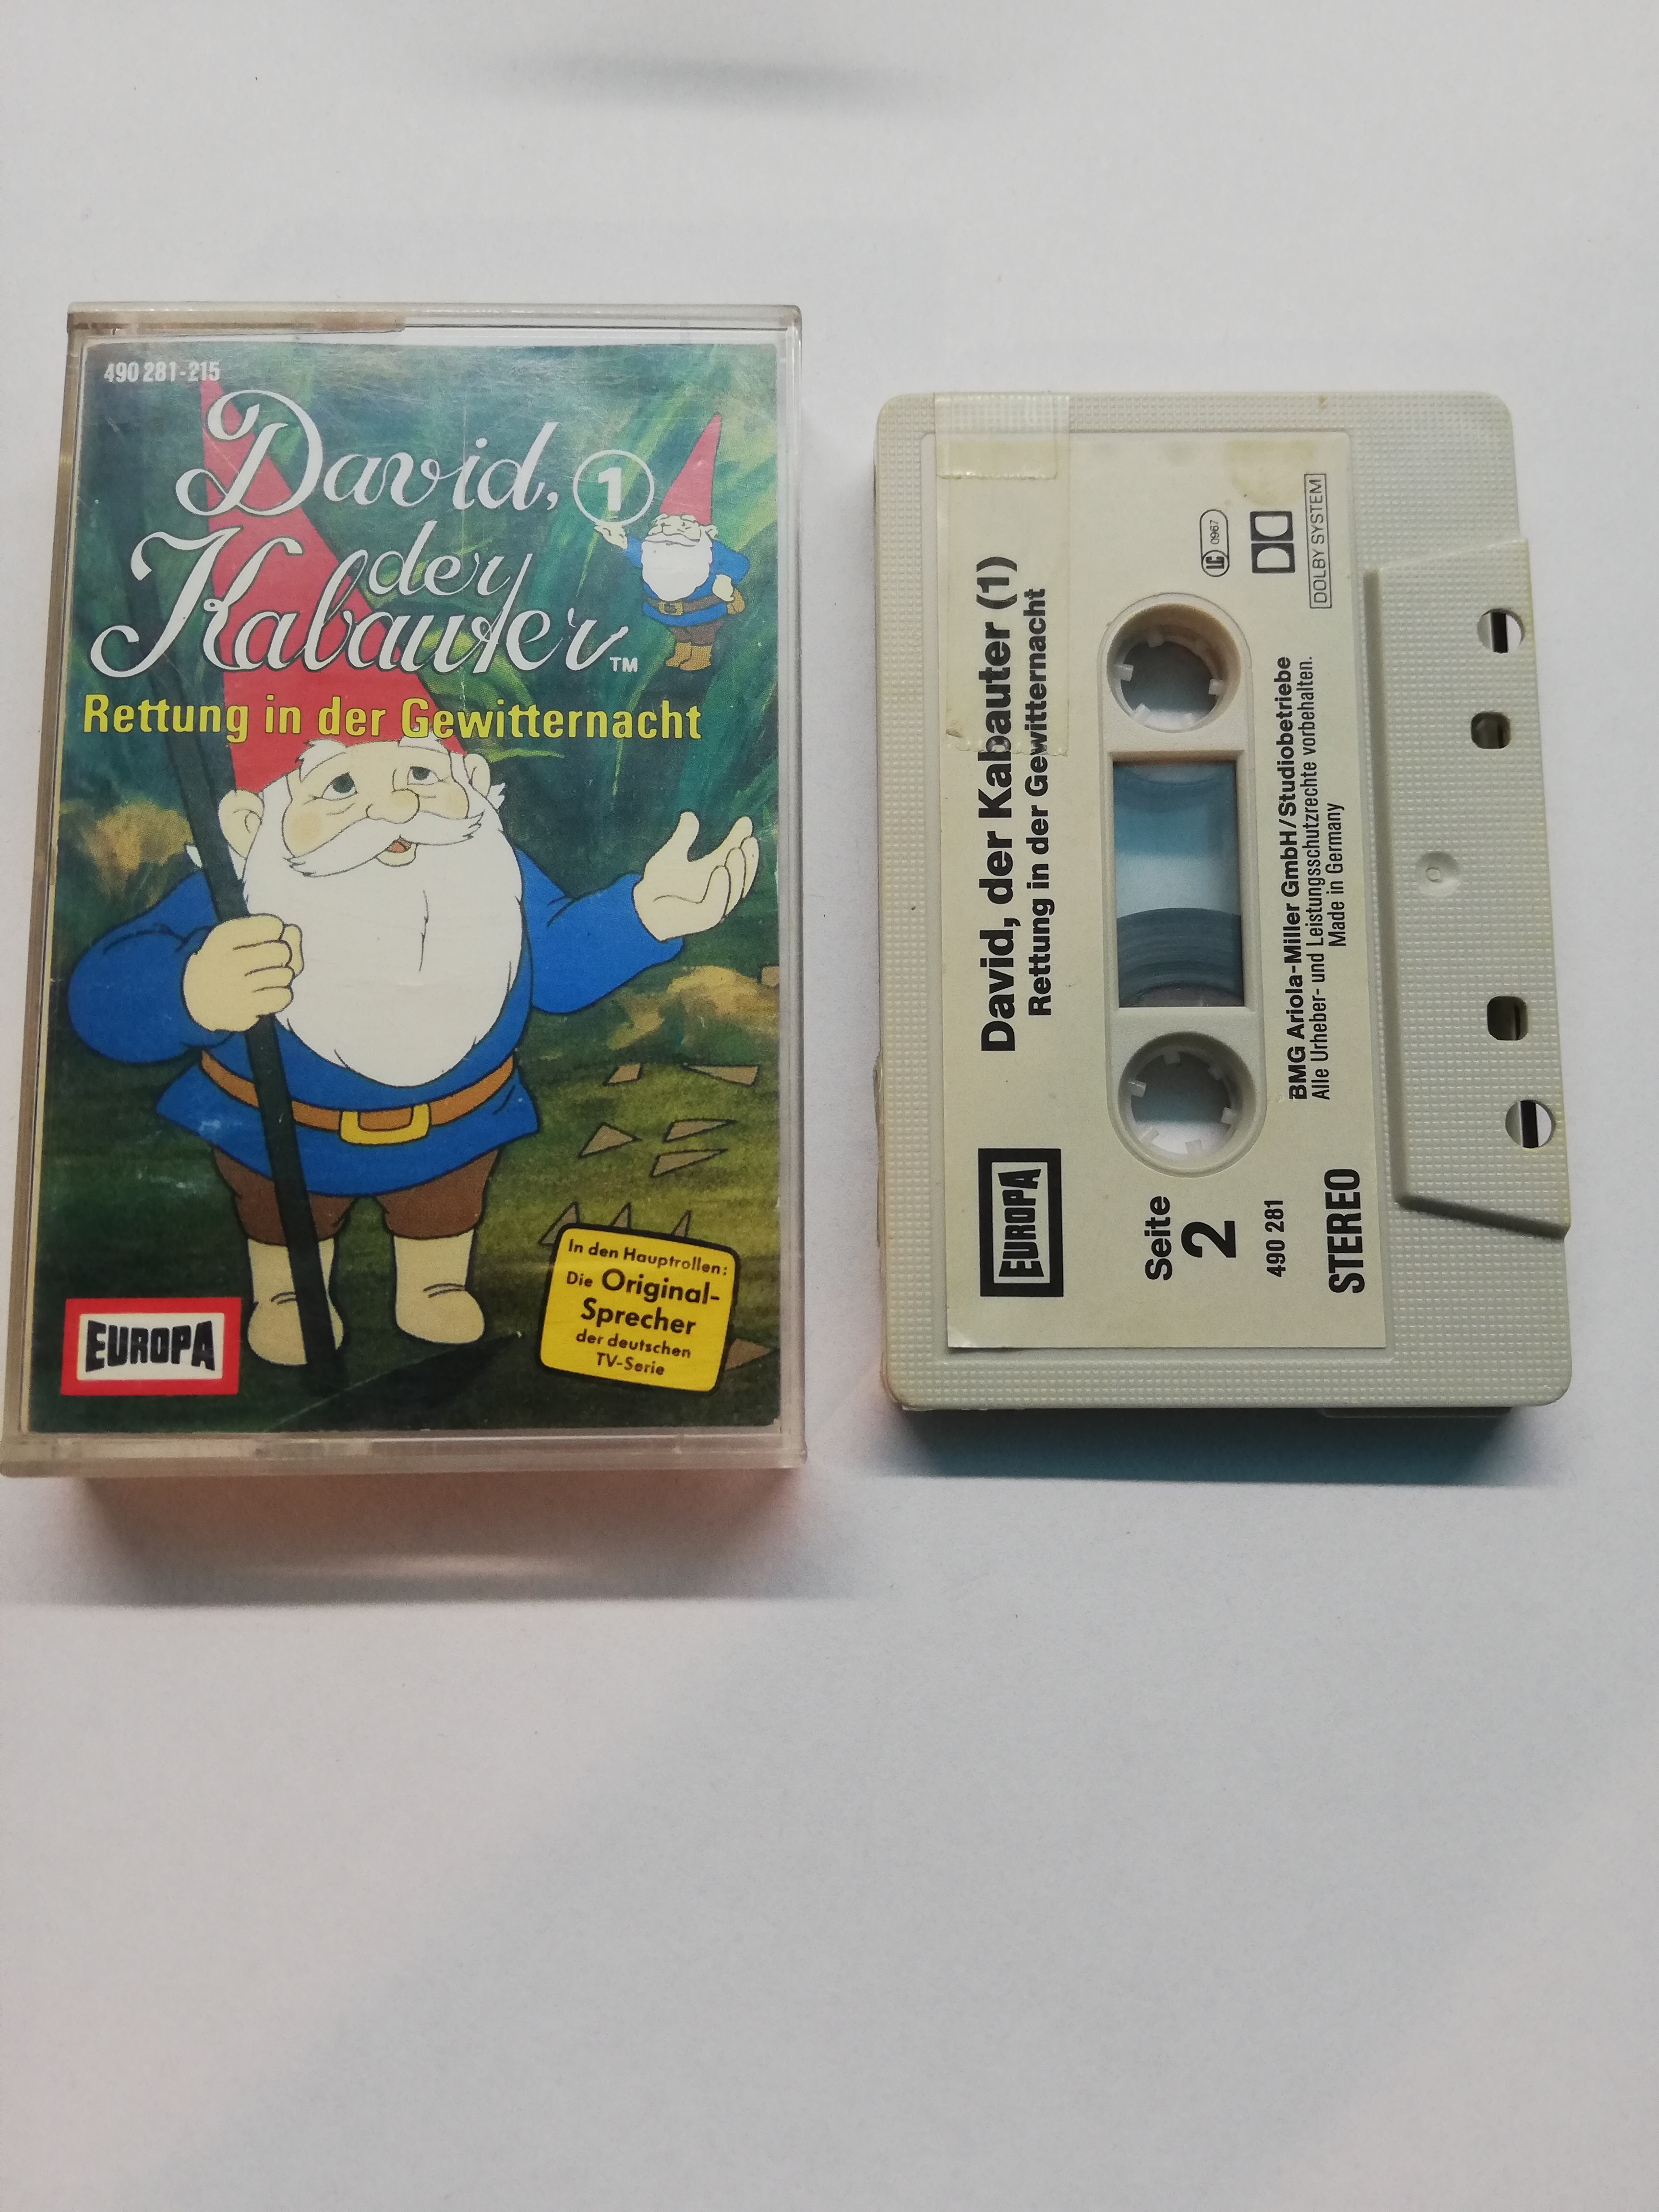 490 281-215
David, 1
der
Kabauter TM
Rettung in der Gewitternacht
In den Hauptrollen:
Die Original-
Sprecher
der deutschen
TV-Serie
EUROPA
David, der Kabauter (1)
Rettung in der Gewitternacht
EUROPA
Seite
2
490 281
STEREO
LC 0967
DOLBY SYSTEM
BMG Ariola-Miller GmbH/Studiobetriebe
Alle Urheber- und Leistungsschutzrechte vorbehalten.
Made in Germany